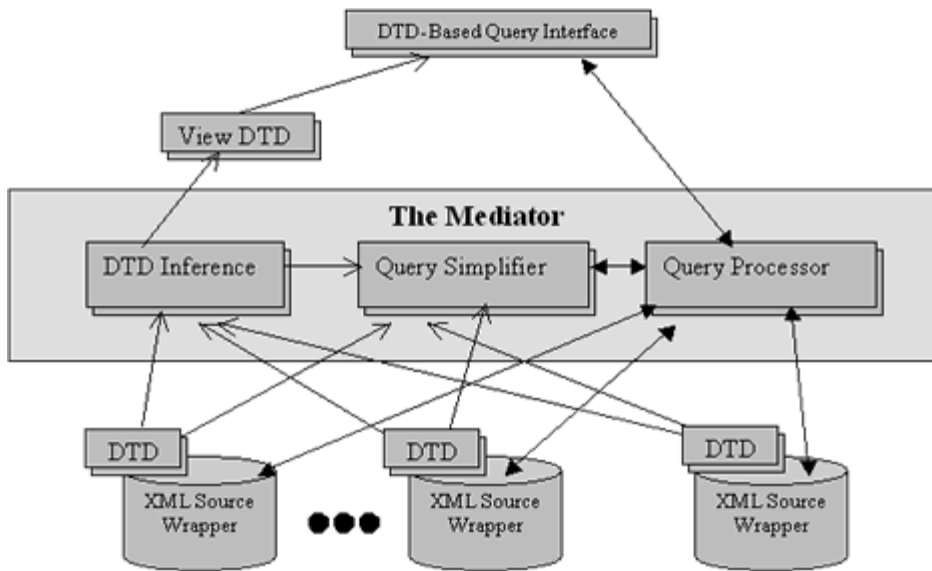 DTD-Based Query Interface
View DTD
The Mediator
DTD Inference
Query Simplifier
Query Processor
DTD
DTD
DTD
XML Source
Wrapper
XML Source
Wrapper
XML Source
Wrapper